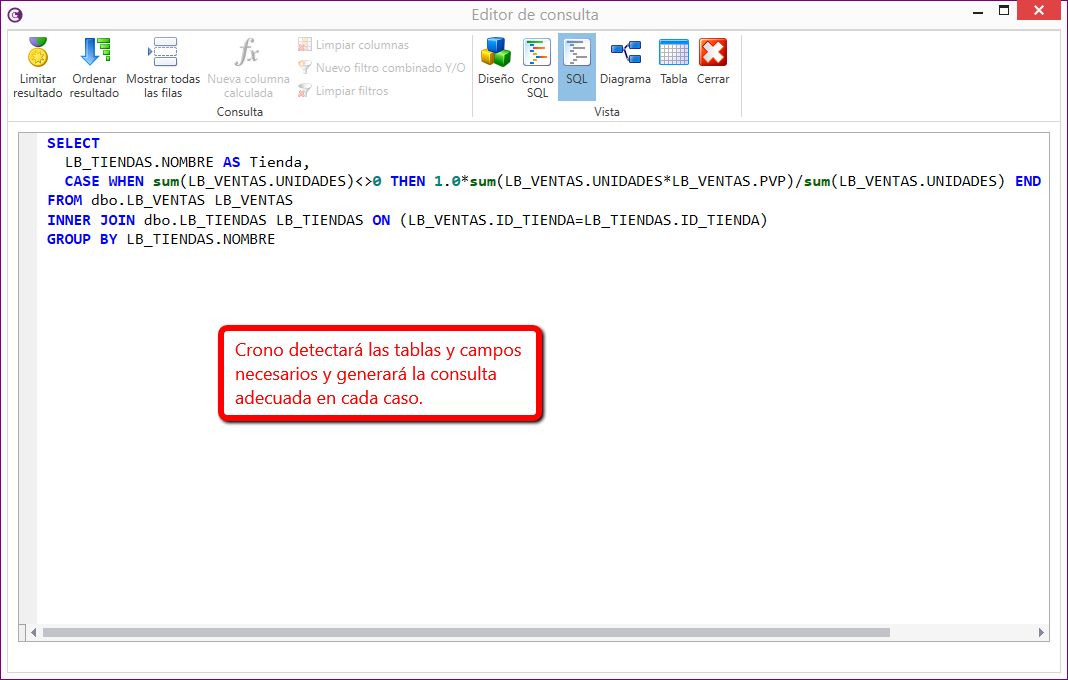 Editor de consulta
Limitar
resultado
Ordenar
resultado
Mostrar todas
las filas
Nueva columna
calculada
Limpiar columnas
Nuevo filtro combinado Y/O
Limpiar filtros
Consulta
Diseño
Crono
SQL
SQL
Diagrama
Tabla
Cerrar
Vista
SELECT
LB_TIENDAS.NOMBRE AS Tienda,
CASE WHEN sum(LB_VENTAS.UNIDADES)<>0 THEN 1.0*sum(LB_VENTAS.UNIDADES*LB_VENTAS.PVP)/sum(LB_VENTAS.UNIDADES) END
FROM dbo.LB_VENTAS LB_VENTAS
INNER JOIN dbo.LB_TIENDAS LB_TIENDAS ON (LB_VENTAS.ID_TIENDA=LB_TIENDAS.ID_TIENDA)
GROUP BY LB_TIENDAS.NOMBRE
Crono detectará las tablas y campos
necesarios y generará la consulta
adecuada en cada caso.